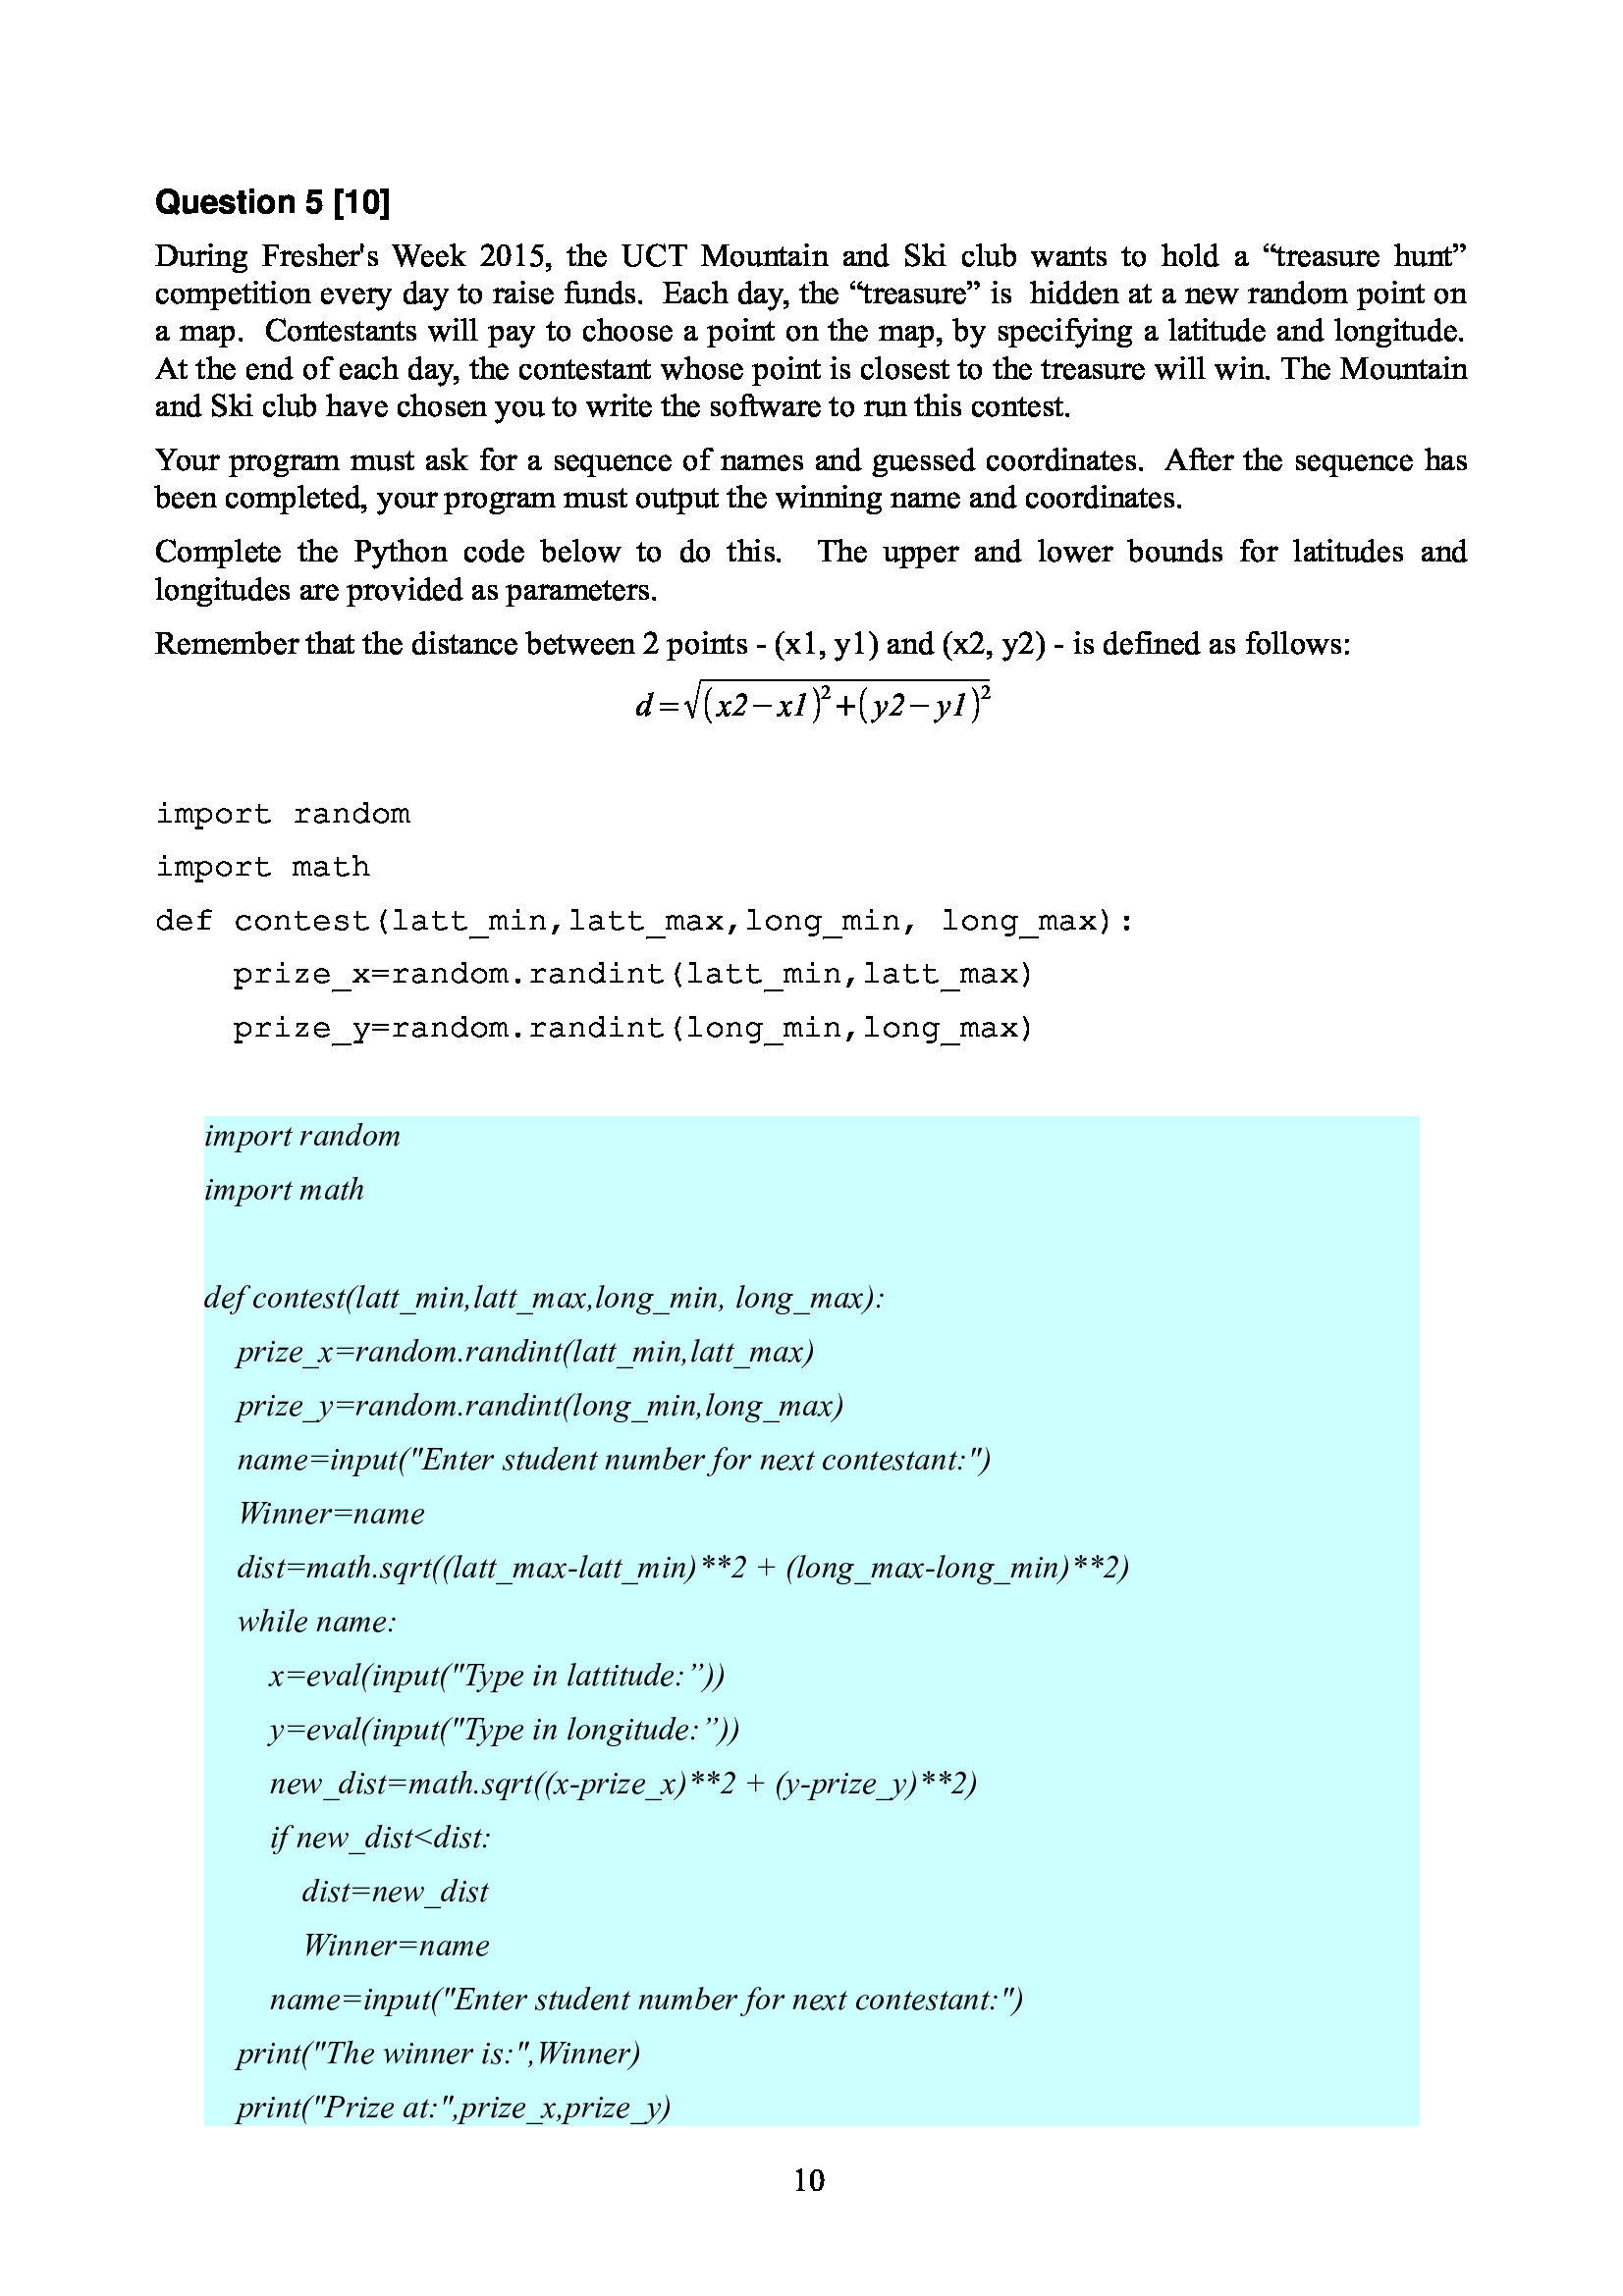 Question 5 [10]
During Fresher's Week 2015, the UCT Mountain and Ski club wants to hold a “treasure hunt”
competition every day to raise funds.  Each day, the “treasure” is  hidden at a new random point on
a map.  Contestants will pay to choose a point on the map, by specifying a latitude and longitude.
At the end of each day, the contestant whose point is closest to the treasure will win. The Mountain
and Ski club have chosen you to write the software to run this contest.
Your program must ask for a sequence of names and guessed coordinates.  After the sequence has
been completed, your program must output the winning name and coordinates.
Complete the Python code below to do this.  The upper and lower bounds for latitudes and
longitudes are provided as parameters.
Remember that the distance between 2 points - (x1, y1) and (x2, y2) - is defined as follows:
d=√(x2−x1)²+(y2−y1)²
import random
import math
def contest(latt_min,latt_max,long_min, long_max):
    prize_x=random.randint(latt_min,latt_max)
    prize_y=random.randint(long_min,long_max)
import random
import math
def contest(latt_min,latt_max,long_min, long_max):
    prize_x=random.randint(latt_min,latt_max)
    prize_y=random.randint(long_min,long_max)
    name=input("Enter student number for next contestant:")
    Winner=name
    dist=math.sqrt((latt_max-latt_min)**2 + (long_max-long_min)**2)
    while name:
        x=eval(input("Type in lattitude:”))
        y=eval(input("Type in longitude:”))
        new_dist=math.sqrt((x-prize_x)**2 + (y-prize_y)**2)
        if new_dist<dist:
            dist=new_dist
            Winner=name
        name=input("Enter student number for next contestant:")
    print("The winner is:",Winner)
    print("Prize at:",prize_x,prize_y)
10